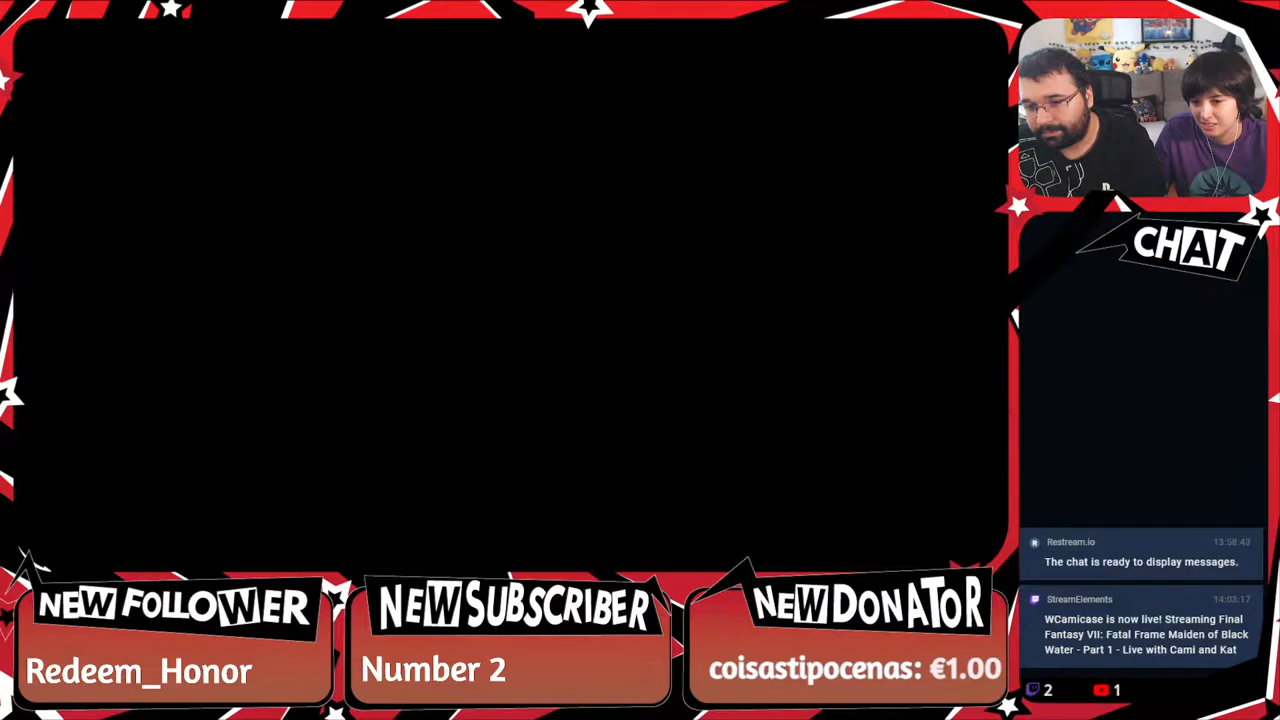 CHAT
Restream.io 13:58:43
The chat is ready to display messages.
StreamElements 14:03:17
WCamicase is now live! Streaming Final
Fantasy VII: Fatal Frame Maiden of Black
Water - Part 1 - Live with Cami and Kat
2 1
NEW FOLLOWER
Redeem_Honor
NEW SUBSCRIBER
Number 2
NEW DONATOR
coisastipocenas: €1.00